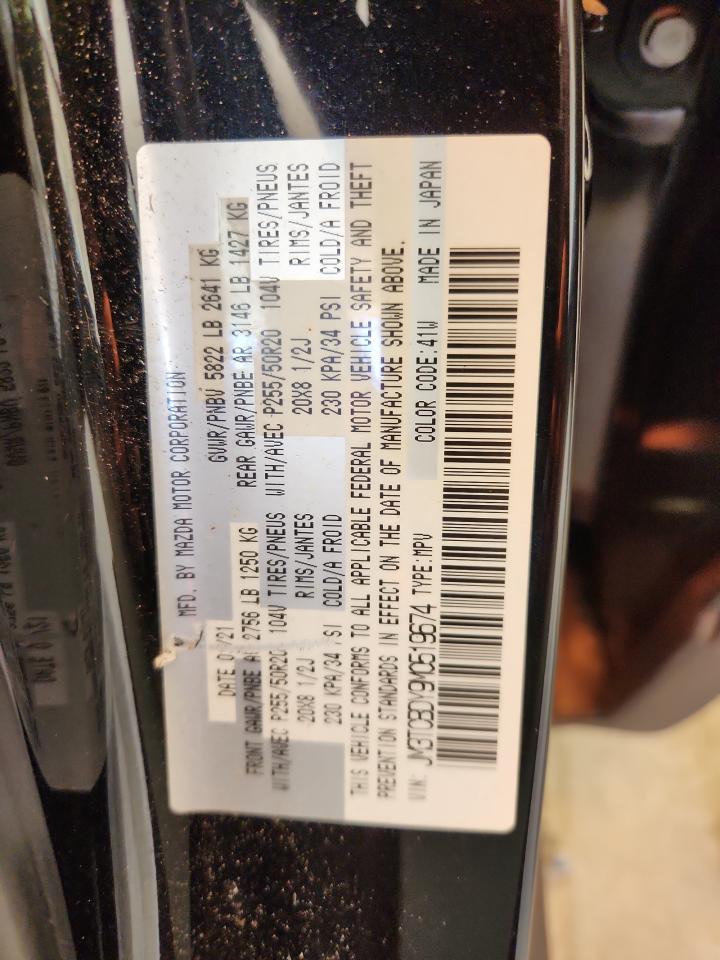 MFD. BY MAZDA MOTOR CORPORATION
DATE /21 GVWR/PNBV 5822 LB 2641 KG
FRONT GAWR/PNBE 2756 LB 1250 KG REAR GAWR/PNBE AR 3146 LB 1427 KG
WITH/AVEC P255/50R20 104V TIRES/PNEUS WITH/AVEC P255/50R20 104V TIRES/PNEUS
20X8 1/2J RIMS/JANTES 20X8 1/2J RIMS/JANTES
230 KPA/34 COLD/A FROID 230 KPA/34 PSI COLD/A FROID
THIS VEHICLE CONFORMS TO ALL APPLICABLE FEDERAL MOTOR VEHICLE SAFETY AND THEFT
PREVENTION STANDARDS IN EFFECT ON THE DATE OF MANUFACTURE SHOWN ABOVE.
VIN: JM3TCBDY9M0519674 TYPE:MPV COLOR CODE:41W MADE IN JAPAN